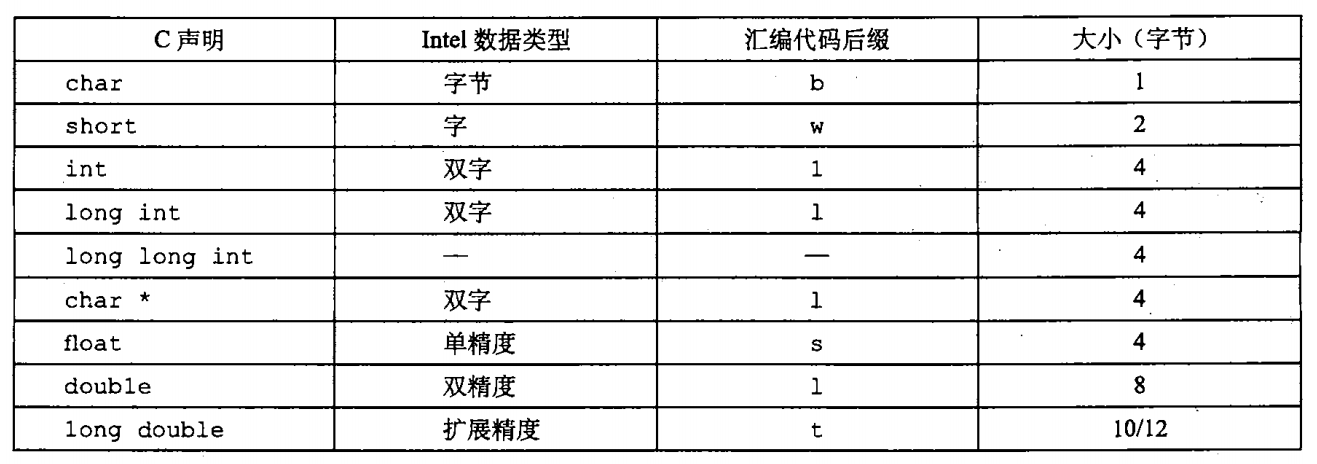 C 声明 Intel 数据类型 汇编代码后缀 大小（字节）
char 字节 b 1
short 字 w 2
int 双字 l 4
long int 双字 l 4
long long int — — 4
char * 双字 l 4
float 单精度 s 4
double 双精度 l 8
long double 扩展精度 t 10/12